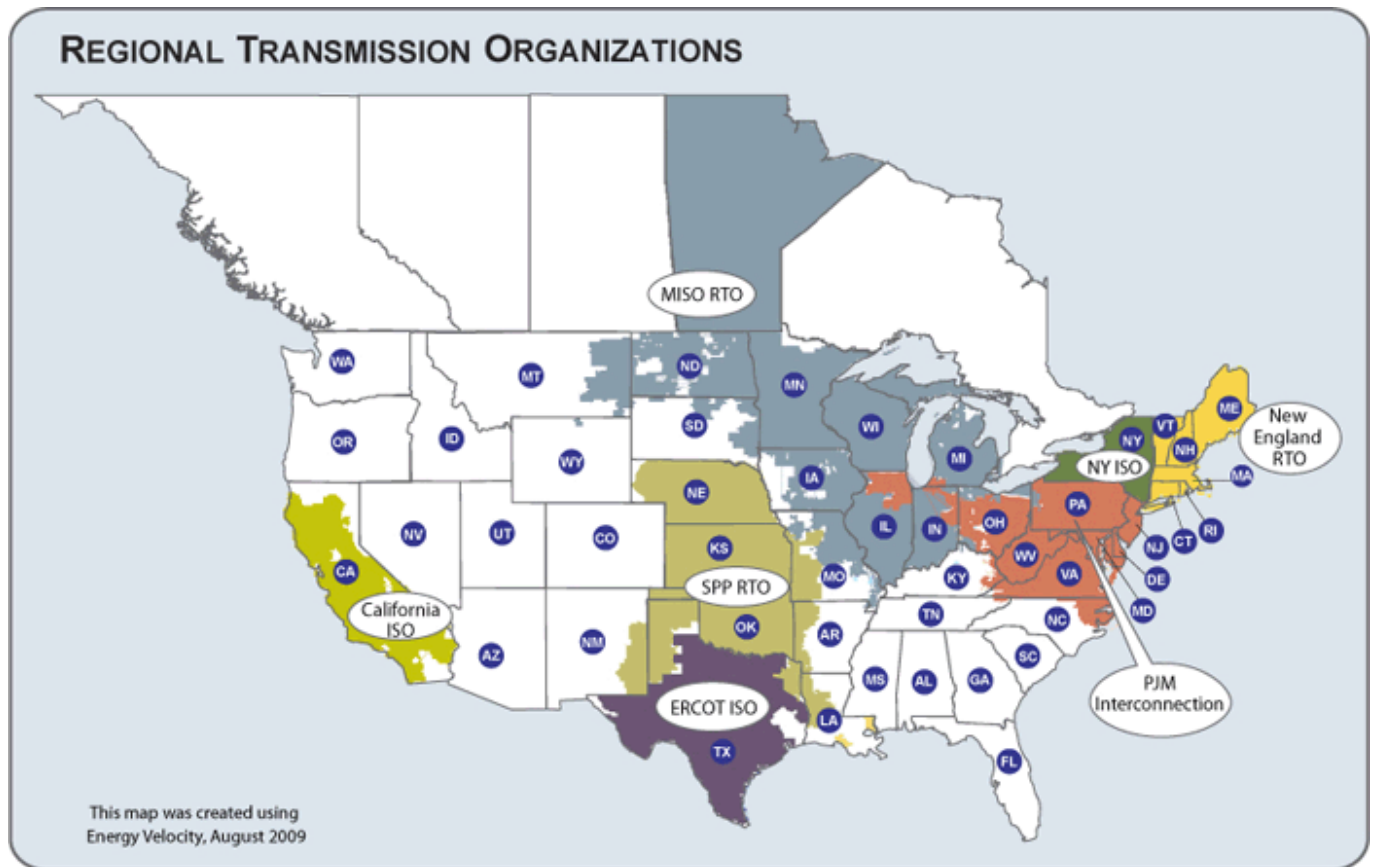 REGIONAL TRANSMISSION ORGANIZATIONS
MISO RTO
WA
MT
ND
MN
OR
ID
SD
WI
MI
NY
VT
ME
NH
New
England
RTO
WY
NE
IA
NY ISO
MA
NV
UT
CO
KS
IL
IN
OH
PA
RI
CT
NJ
CA
SPP RTO
MO
KY
WV
VA
DE
MD
California
ISO
AZ
NM
OK
AR
TN
NC
SC
MS
AL
GA
PJM
Interconnection
ERCOT ISO
LA
TX
FL
This map was created using
Energy Velocity, August 2009